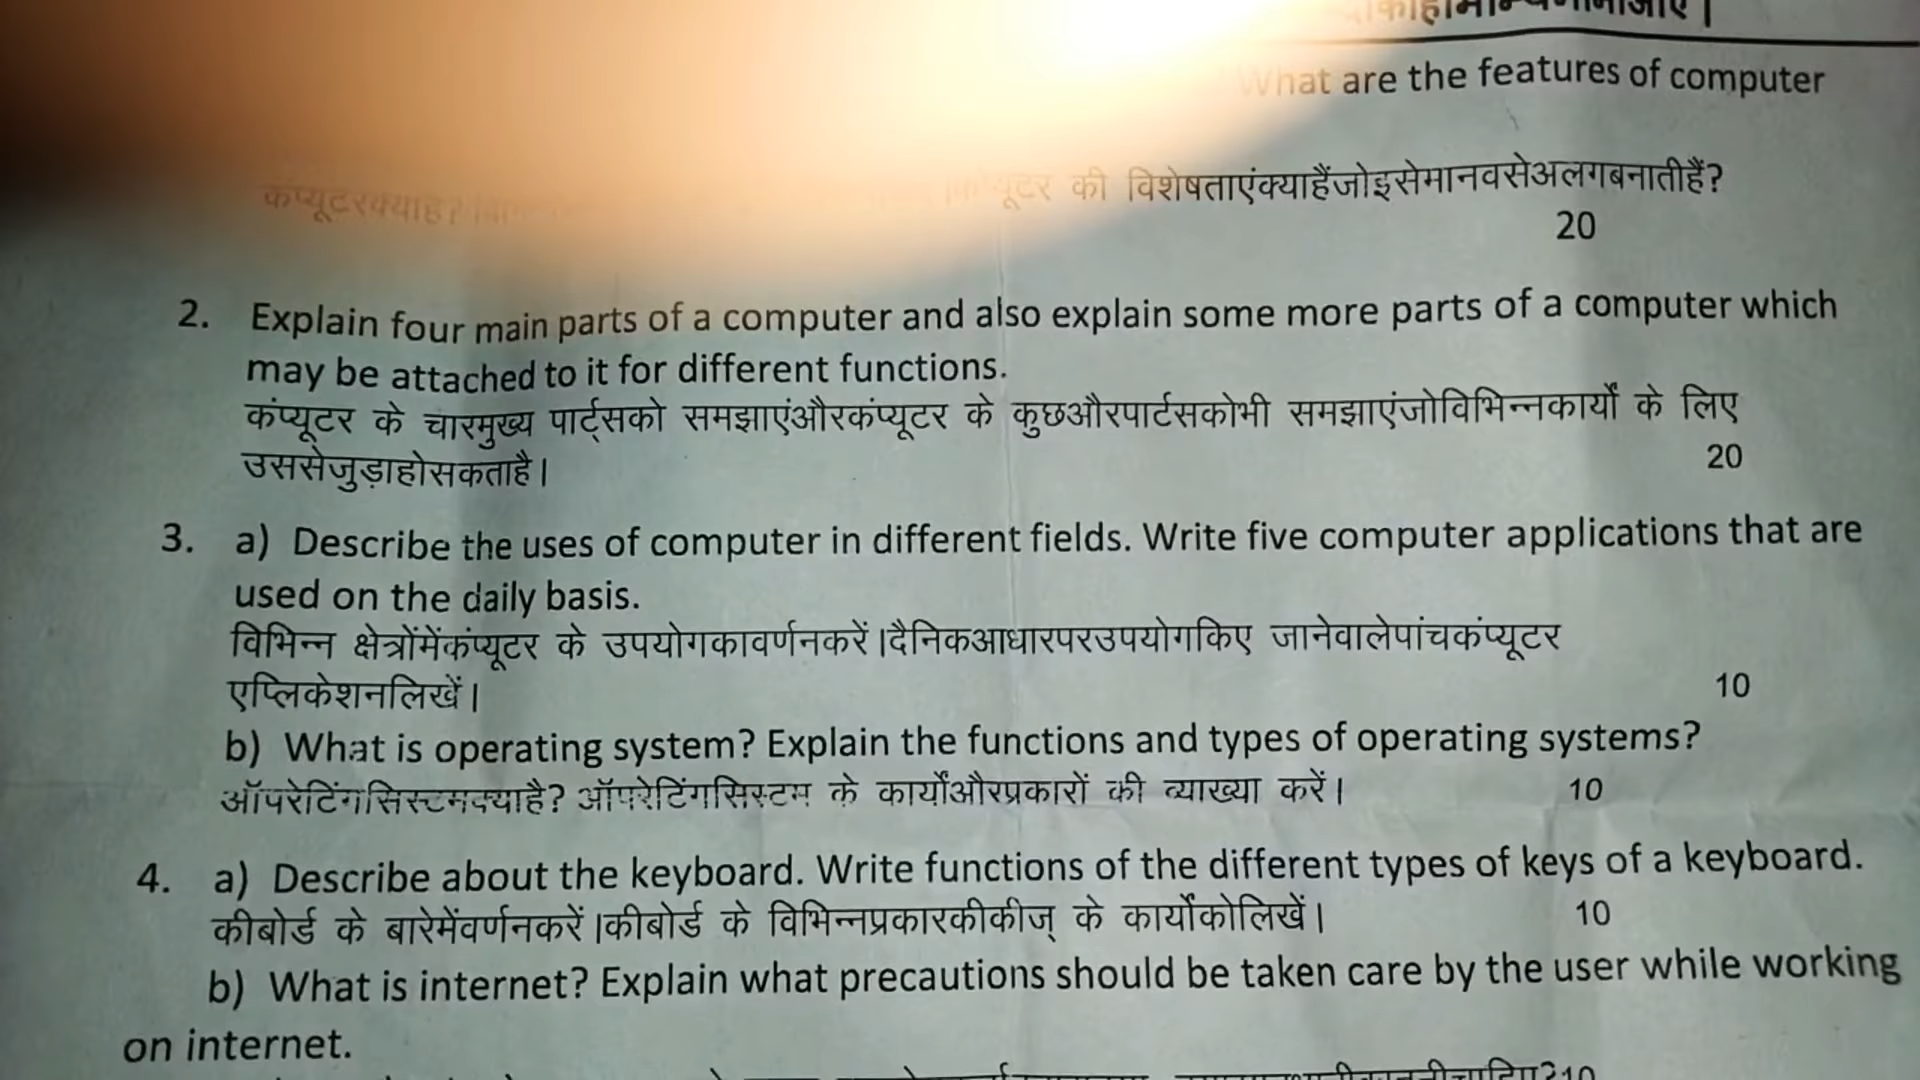 What are the features of computer
कंप्यूटरक्याहै?
की विशेषताएंक्याहैंजोइसेमानवसेअलगबनातीहैं?
20
2. Explain four main parts of a computer and also explain some more parts of a computer which
may be attached to it for different functions.
कंप्यूटर के चारमुख्य पार्ट्सको समझाएंऔरकंप्यूटर के कुछऔरपार्टसकोभी समझाएंजोविभिन्नकार्यों के लिए
उससेजुड़ाहोसकताहै। 20
3. a) Describe the uses of computer in different fields. Write five computer applications that are
used on the daily basis.
विभिन्न क्षेत्रोंमेंकंप्यूटर के उपयोगकावर्णनकरें।दैनिकआधारपरउपयोगकिए जानेवालेपांचकंप्यूटर
एप्लिकेशनलिखें। 10
b) What is operating system? Explain the functions and types of operating systems?
ऑपरेटिंगसिस्टमक्याहै? ऑपरेटिंगसिस्टम के कार्योंऔरप्रकारों की व्याख्या करें। 10
4. a) Describe about the keyboard. Write functions of the different types of keys of a keyboard.
कीबोर्ड के बारेमेंवर्णनकरें।कीबोर्ड के विभिन्नप्रकारकीकीज् के कार्योंकोलिखें। 10
b) What is internet? Explain what precautions should be taken care by the user while working
on internet.